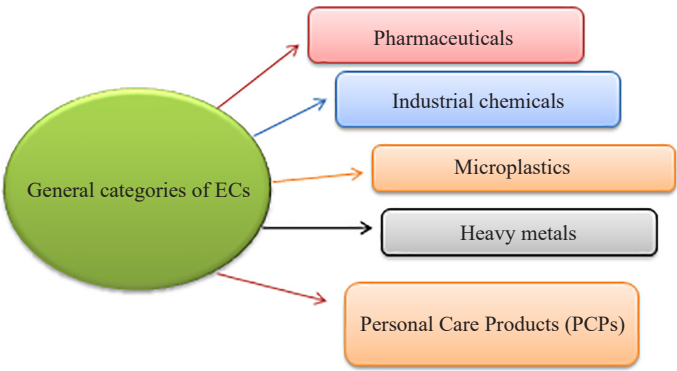 Pharmaceuticals
Industrial chemicals
General categories of ECs
Microplastics
Heavy metals
Personal Care Products (PCPs)